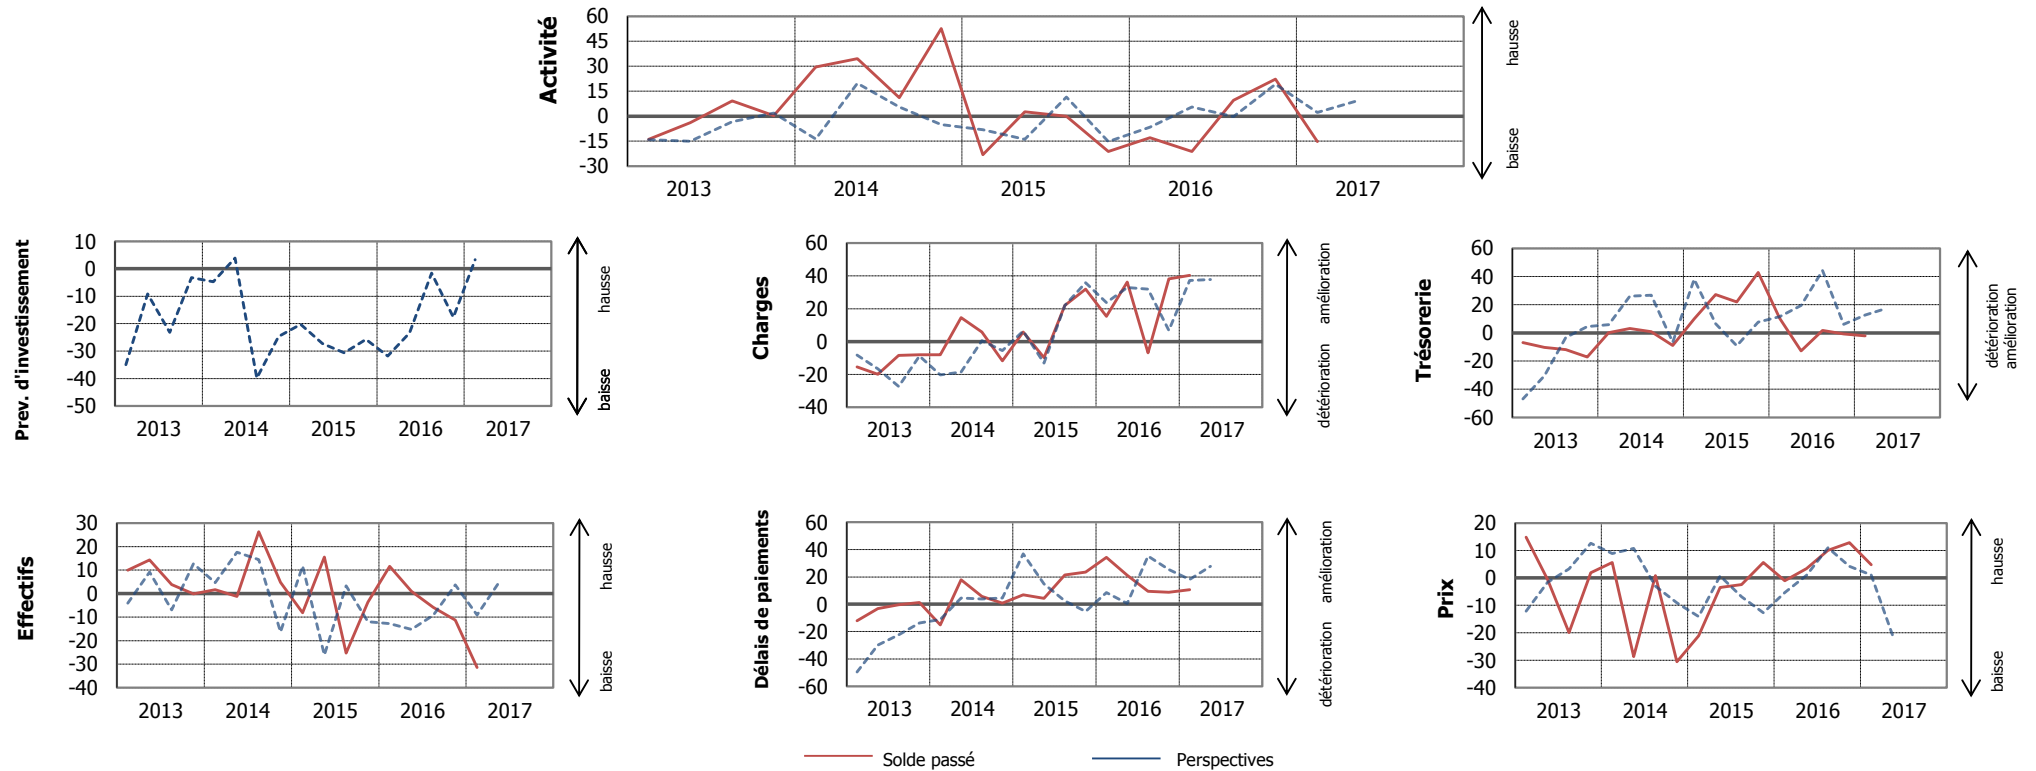 Activité
60
45
30
15
0
-15
-30
2013 2014 2015 2016 2017
hausse
baisse
Prev. d'investissement
10
0
-10
-20
-30
-40
-50
2013 2014 2015 2016 2017
hausse
baisse
Charges
60
40
20
0
-20
-40
2013 2014 2015 2016 2017
amélioration
détérioration
Trésorerie
60
40
20
0
-20
-40
-60
2013 2014 2015 2016 2017
détérioration
amélioration
Effectifs
30
20
10
0
-10
-20
-30
-40
2013 2014 2015 2016 2017
hausse
baisse
Délais de paiements
60
40
20
0
-20
-40
-60
2013 2014 2015 2016 2017
amélioration
détérioration
Prix
20
10
0
-10
-20
-30
-40
2013 2014 2015 2016 2017
hausse
baisse
Solde passé Perspectives